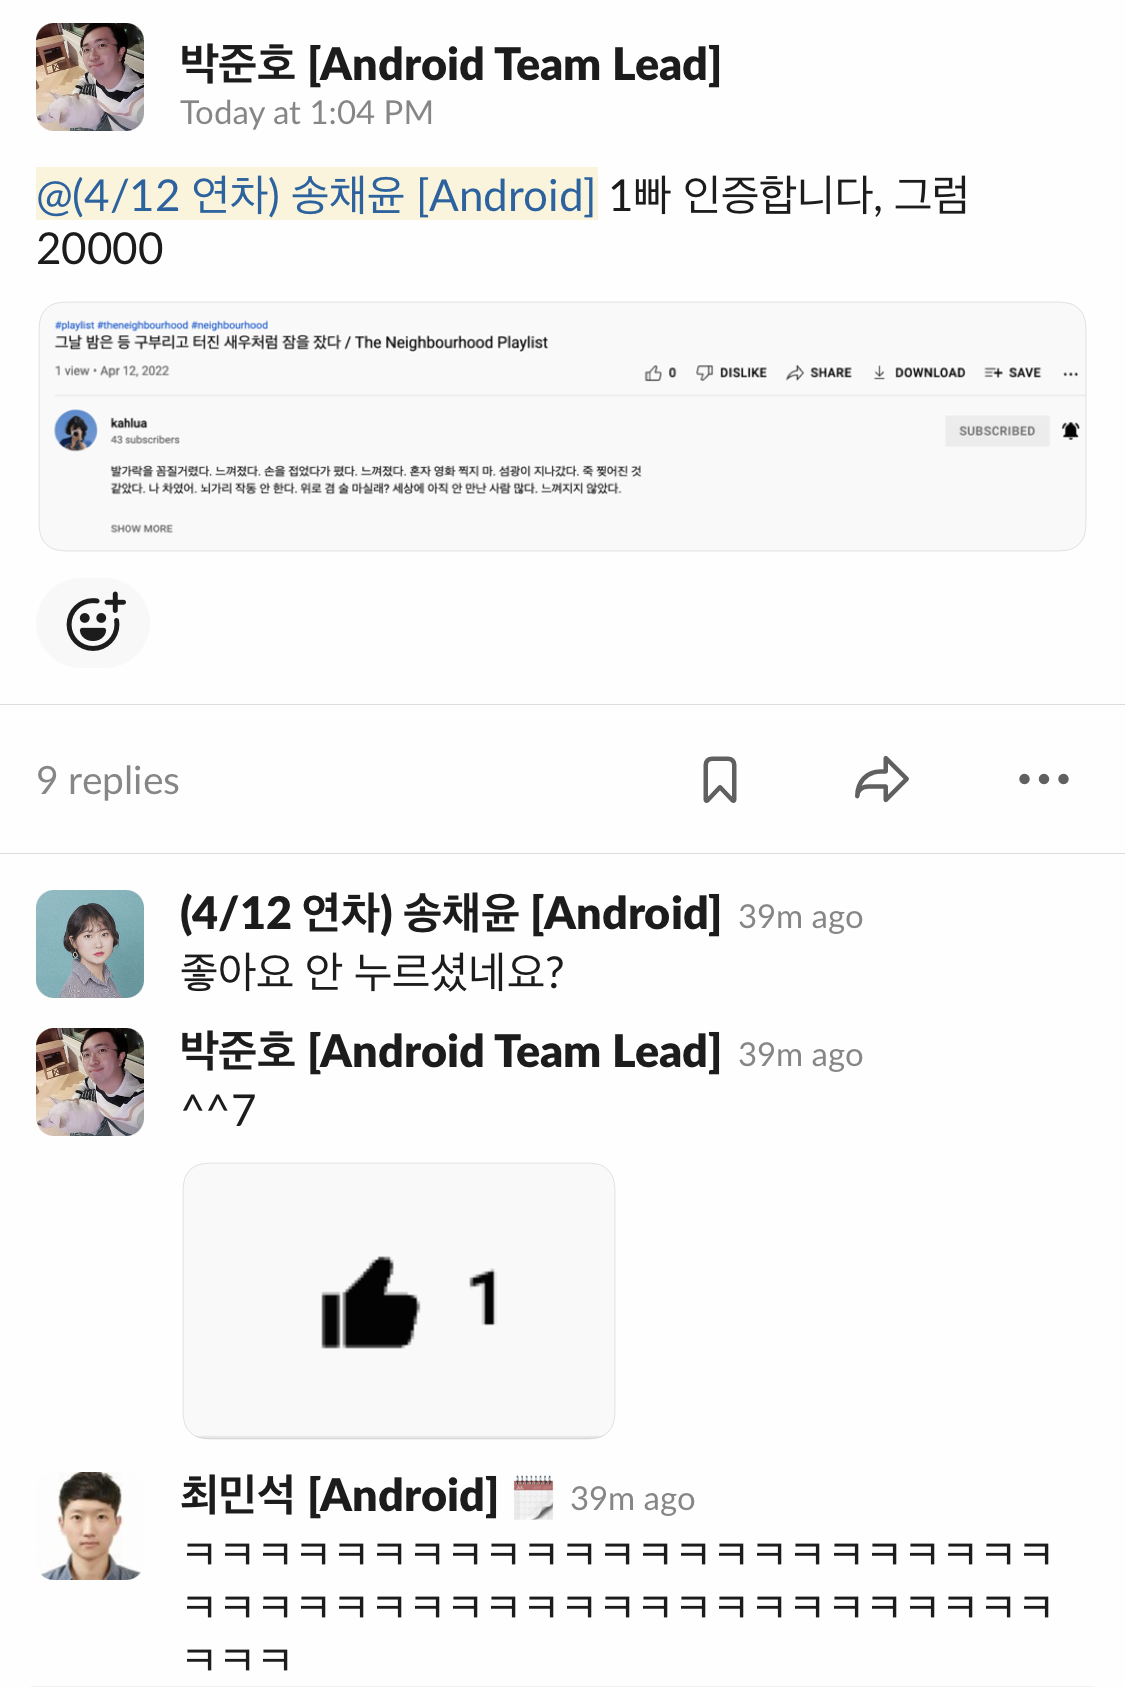 박준호 [Android Team Lead]
Today at 1:04 PM
@(4/12 연차) 송채윤 [Android] 1빠 인증합니다, 그럼
20000
#playlist #theneighbourhood #neighbourhood
그날 밤은 등 구부리고 터진 새우처럼 잠을 잤다 / The Neighbourhood Playlist
1 view • Apr 12, 2022
0 DISLIKE SHARE DOWNLOAD SAVE ...
kahlua
43 subscribers
SUBSCRIBED
발가락을 꼼질거렸다. 느껴졌다. 손을 접었다가 폈다. 느껴졌다. 혼자 영화 찍지 마. 섬광이 지나갔다. 죽 찢어진 것
같았다. 나 차였어. 뇌가리 작동 안 한다. 위로 겸 술 마실래? 세상에 아직 안 만난 사람 많다. 느껴지지 않았다.
SHOW MORE
9 replies
(4/12 연차) 송채윤 [Android] 39m ago
좋아요 안 누르셨네요?
박준호 [Android Team Lead] 39m ago
^^7
1
최민석 [Android] 39m ago
ㅋㅋㅋㅋㅋㅋㅋㅋㅋㅋㅋㅋㅋㅋㅋㅋㅋㅋㅋㅋㅋㅋㅋ
ㅋㅋㅋㅋㅋㅋㅋㅋㅋㅋㅋㅋㅋㅋㅋㅋㅋㅋㅋㅋㅋㅋㅋ
ㅋㅋㅋ